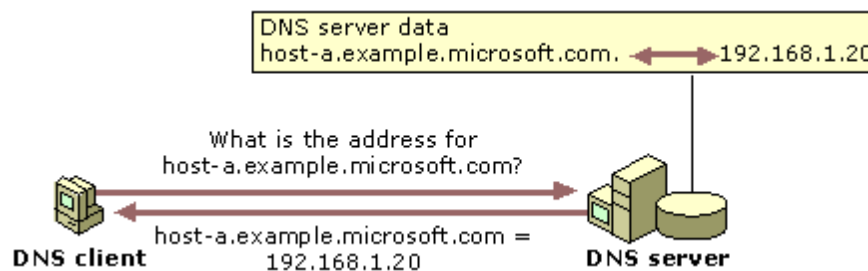 DNS server data
host-a.example.microsoft.com. 192.168.1.20
What is the address for
host-a.example.microsoft.com?
host-a.example.microsoft.com =
192.168.1.20
DNS client
DNS server